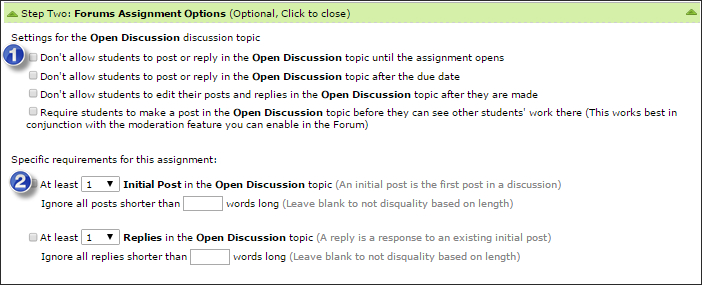 Step Two: Forums Assignment Options (Optional, Click to close)
Settings for the Open Discussion discussion topic
1
Don't allow students to post or reply in the Open Discussion topic until the assignment opens
Don't allow students to post or reply in the Open Discussion topic after the due date
Don't allow students to edit their posts and replies in the Open Discussion topic after they are made
Require students to make a post in the Open Discussion topic before they can see other students' work there (This works best in
conjunction with the moderation feature you can enable in the Forum)
Specific requirements for this assignment:
2
At least 1 Initial Post in the Open Discussion topic (An initial post is the first post in a discussion)
Ignore all posts shorter than words long (Leave blank to not disquality based on length)
At least 1 Replies in the Open Discussion topic (A reply is a response to an existing initial post)
Ignore all replies shorter than words long (Leave blank to not disquality based on length)